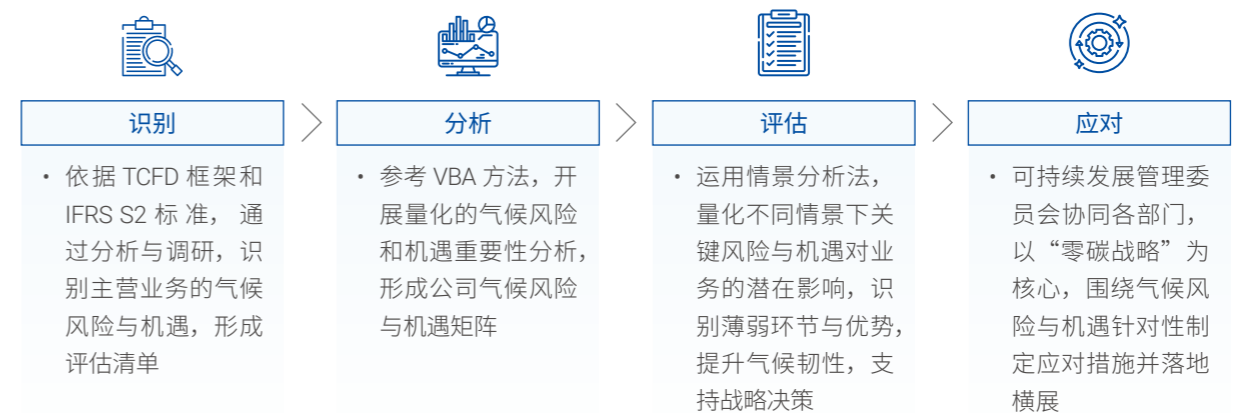 识别
• 依据 TCFD 框架和
IFRS S2 标准，通
过分析与调研，识
别主营业务的气候
风险与机遇，形成
评估清单
分析
• 参考 VBA 方法，开
展量化的气候风险
和机遇重要性分析，
形成公司气候风险
与机遇矩阵
评估
• 运用情景分析法，
量化不同情景下关
键风险与机遇对业
务的潜在影响，识
别薄弱环节与优势，
提升气候韧性，支
持战略决策
应对
• 可持续发展管理委
员会协同各部门，
以“零碳战略”为
核心，围绕气候风
险与机遇针对性制
定应对措施并落地
横展